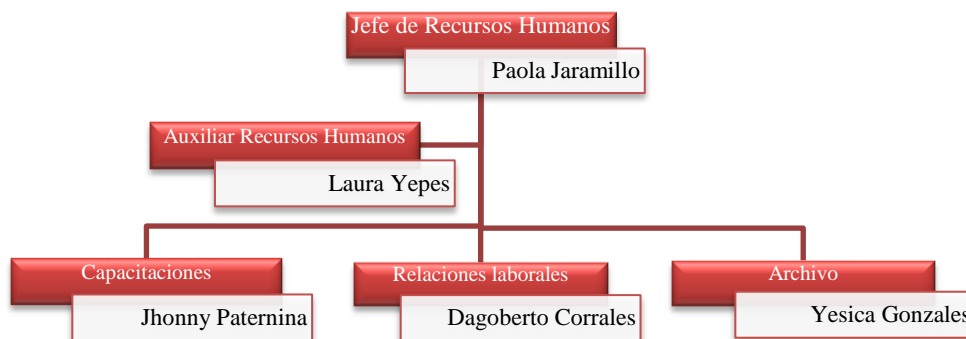 Jefe de Recursos Humanos
Paola Jaramillo
Auxiliar Recursos Humanos
Laura Yepes
Capacitaciones
Jhonny Paternina
Relaciones laborales
Dagoberto Corrales
Archivo
Yesica Gonzales